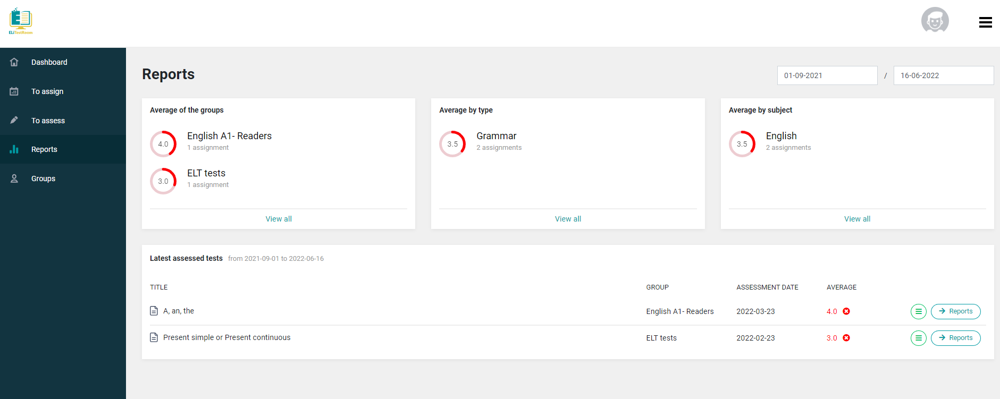 ELiTestRoom
Dashboard
To assign
To assess
Reports
Groups
Reports
01-09-2021 / 16-06-2022
Average of the groups
4.0 English A1- Readers
1 assignment
3.0 ELT tests
1 assignment
View all
Average by type
3.5 Grammar
2 assignments
View all
Average by subject
3.5 English
2 assignments
View all
Latest assessed tests from 2021-09-01 to 2022-06-16
TITLE GROUP ASSESSMENT DATE AVERAGE
A, an, the English A1- Readers 2022-03-23 4.0 Reports
Present simple or Present continuous ELT tests 2022-02-23 3.0 Reports